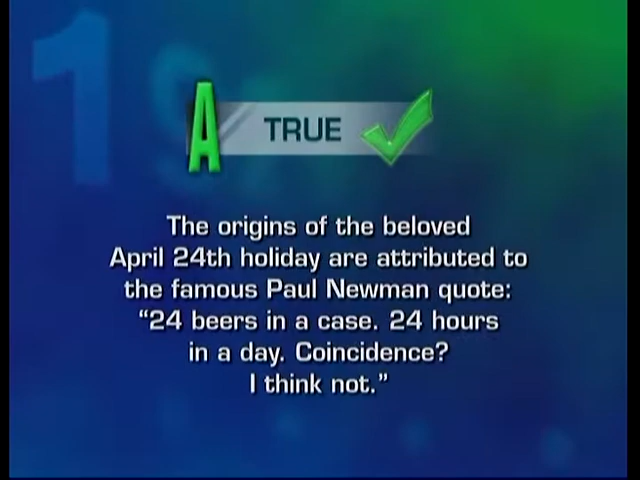 A TRUE
The origins of the beloved
April 24th holiday are attributed to
the famous Paul Newman quote:
“24 beers in a case. 24 hours
in a day. Coincidence?
I think not.”